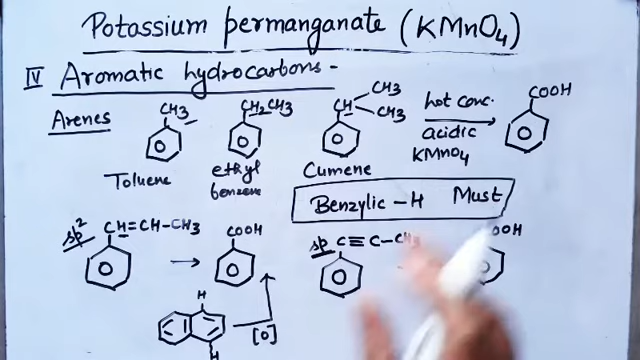 Potassium permanganate (KMnO4)
IV Aromatic hydrocarbons -
Arenes CH3 CH2CH3 CH CH3 CH3 hot conc. acidic KMnO4 COOH
Toluene ethyl benzene Cumene
Benzylic - H Must
sp2 CH=CH-CH3 → COOH sp C≡C-CH3 OOH
H
H [O]